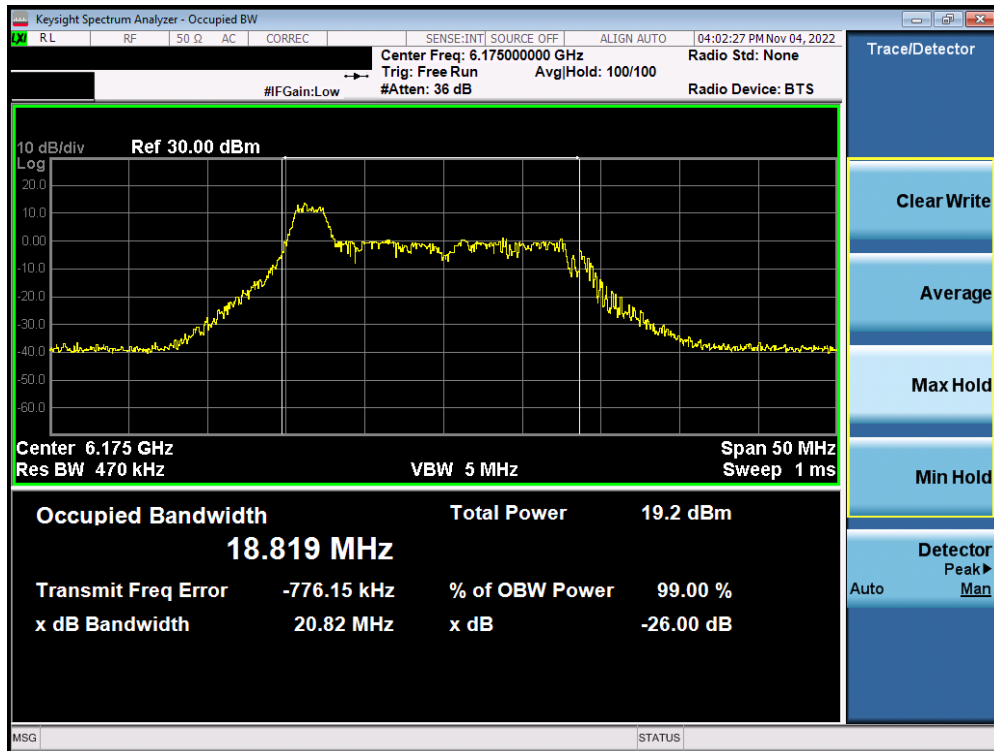 Keysight Spectrum Analyzer - Occupied BW
LXI RL RF 50 Ω AC CORREC SENSE:INT SOURCE OFF ALIGN AUTO 04:02:27 PM Nov 04, 2022
Center Freq: 6.175000000 GHz Radio Std: None
Trig: Free Run Avg|Hold: 100/100
#IFGain:Low #Atten: 36 dB Radio Device: BTS
10 dB/div Ref 30.00 dBm
Log
20.0
10.0
0.00
-10.0
-20.0
-30.0
-40.0
-50.0
-60.0
Center 6.175 GHz Span 50 MHz
Res BW 470 kHz VBW 5 MHz Sweep 1 ms
Occupied Bandwidth Total Power 19.2 dBm
18.819 MHz
Transmit Freq Error -776.15 kHz % of OBW Power 99.00 %
x dB Bandwidth 20.82 MHz x dB -26.00 dB
MSG STATUS
Trace/Detector
Clear Write
Average
Max Hold
Min Hold
Detector
Peak▶
Auto Man